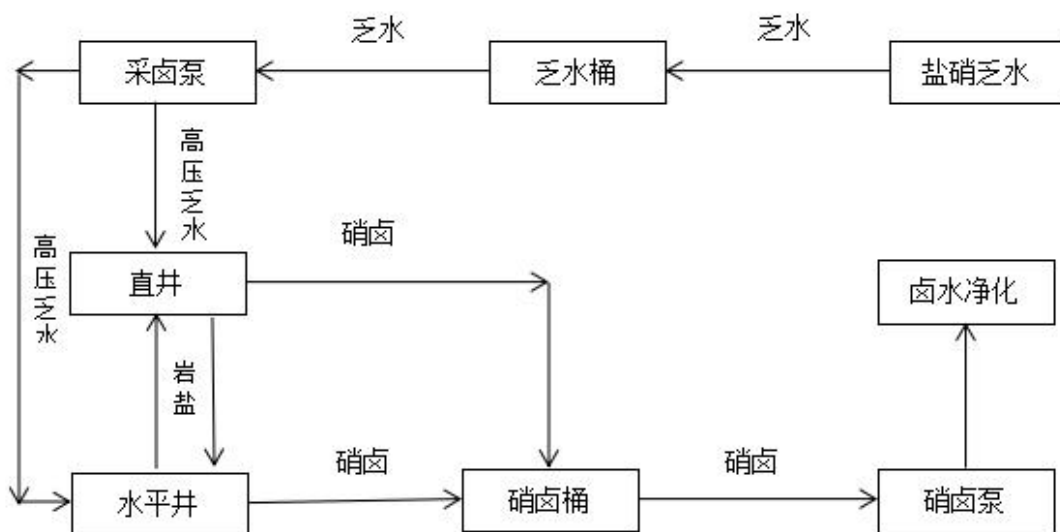 乏水
乏水
采卤泵
乏水桶
盐硝乏水
高压乏水
高压乏水
硝卤
直井
卤水净化
岩盐
硝卤
硝卤
水平井
硝卤桶
硝卤泵